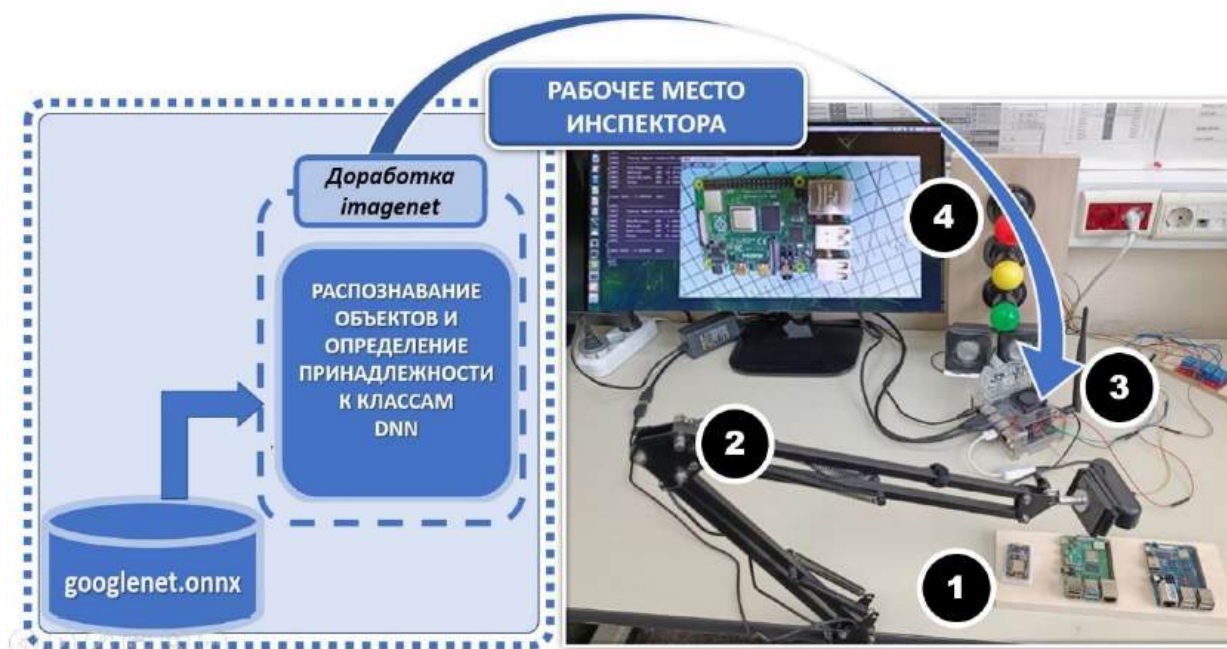 РАБОЧЕЕ МЕСТО
ИНСПЕКТОРА
Доработка
imagenet
РАСПОЗНАВАНИЕ
ОБЪЕКТОВ И
ОПРЕДЕЛЕНИЕ
ПРИНАДЛЕЖНОСТИ
К КЛАССАМ
DNN
googlenet.onnx
4
3
2
1